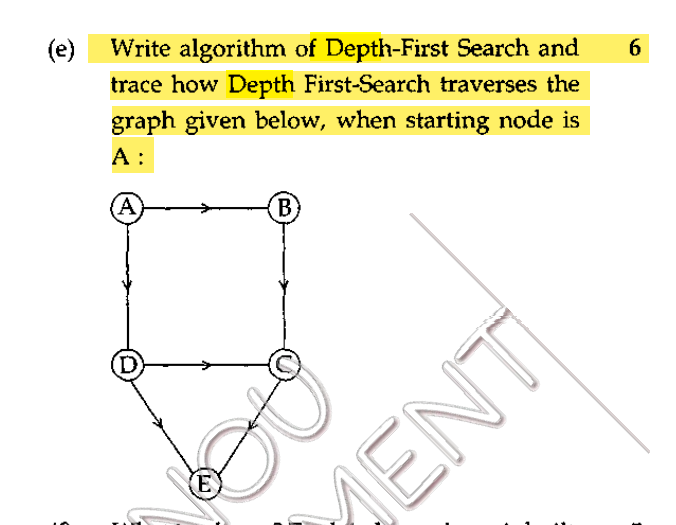 (e) Write algorithm of Depth-First Search and 6
trace how Depth First-Search traverses the
graph given below, when starting node is
A :
A B
D C
E